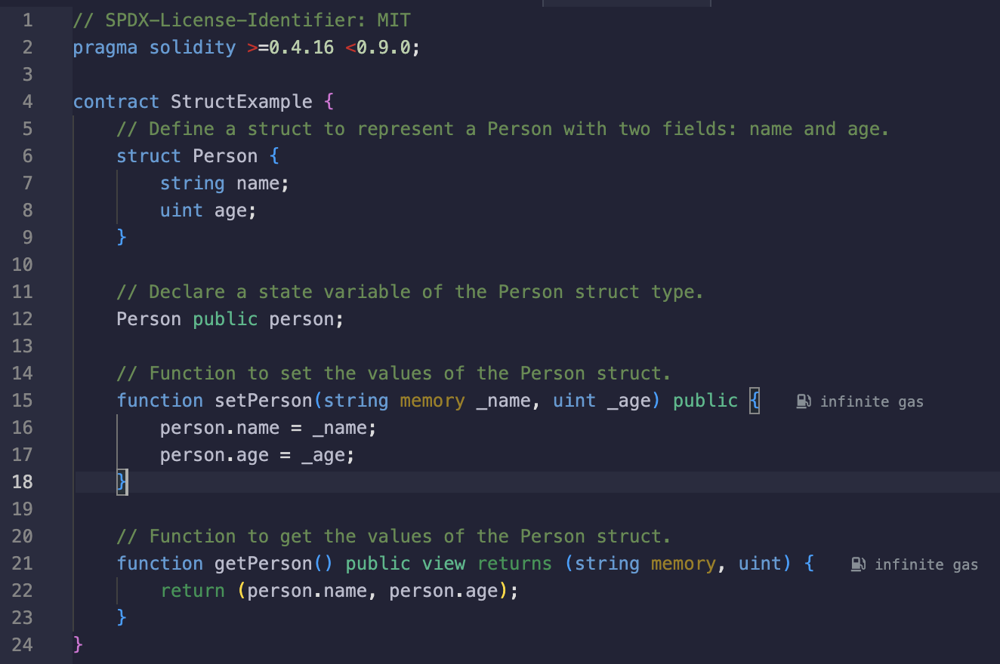 1 // SPDX-License-Identifier: MIT
2 pragma solidity >=0.4.16 <0.9.0;
3
4 contract StructExample {
5 // Define a struct to represent a Person with two fields: name and age.
6 struct Person {
7 string name;
8 uint age;
9 }
10
11 // Declare a state variable of the Person struct type.
12 Person public person;
13
14 // Function to set the values of the Person struct.
15 function setPerson(string memory _name, uint _age) public { infinite gas
16 person.name = _name;
17 person.age = _age;
18 }
19
20 // Function to get the values of the Person struct.
21 function getPerson() public view returns (string memory, uint) { infinite gas
22 return (person.name, person.age);
23 }
24 }